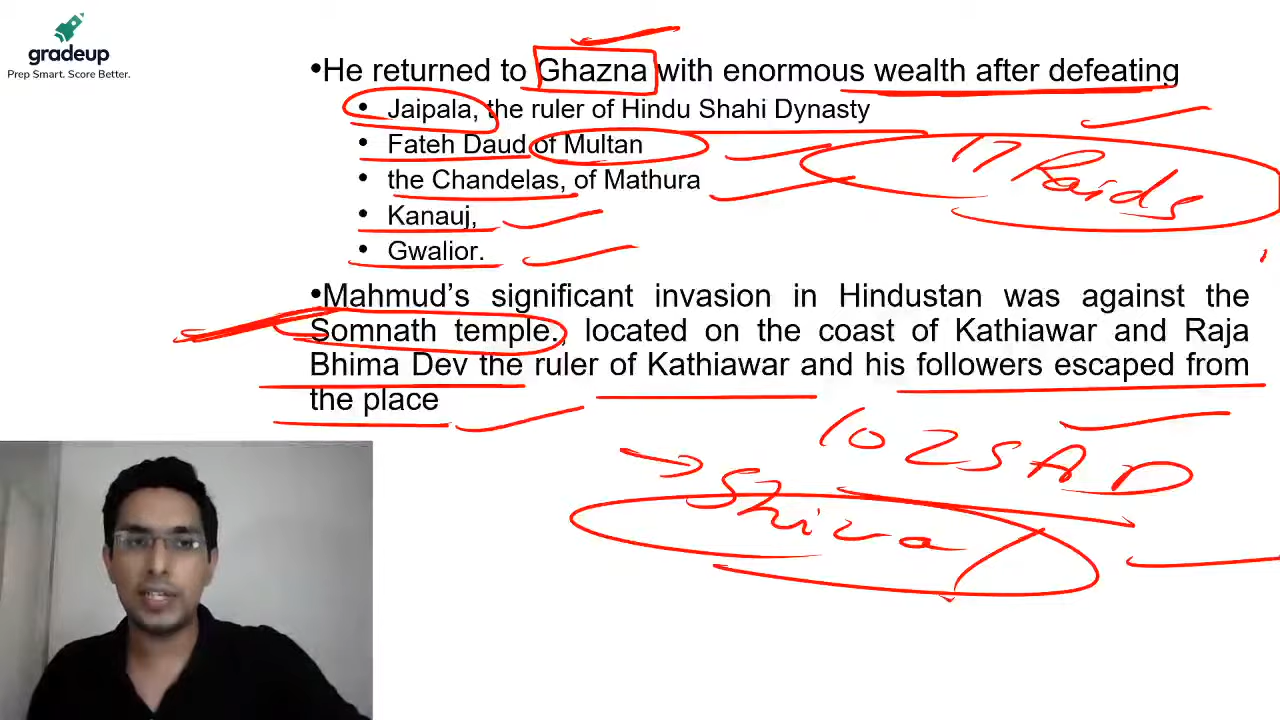 gradeup
Prep Smart. Score Better.
•He returned to Ghazna with enormous wealth after defeating
• Jaipala, the ruler of Hindu Shahi Dynasty
• Fateh Daud of Multan
• the Chandelas, of Mathura
• Kanauj,
• Gwalior.
17 Raids
•Mahmud's significant invasion in Hindustan was against the
Somnath temple., located on the coast of Kathiawar and Raja
Bhima Dev the ruler of Kathiawar and his followers escaped from
the place
1025 AD
→ Shiva